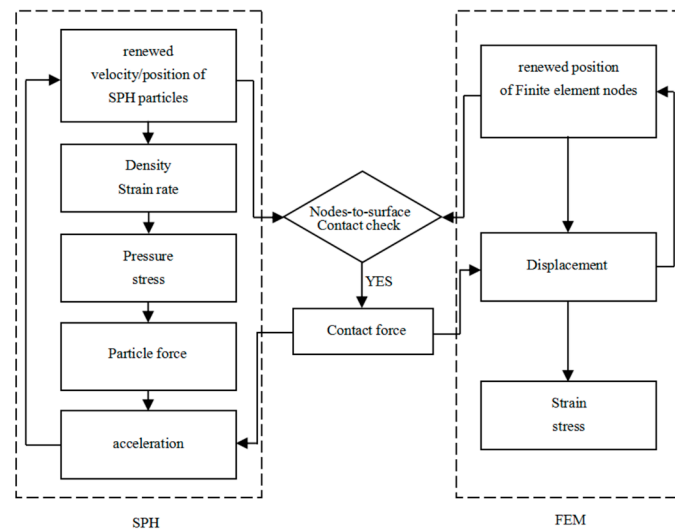 renewed
velocity/position of
SPH particles
Density
Strain rate
Pressure
stress
Particle force
acceleration
SPH
Nodes-to-surface
Contact check
YES
Contact force
renewed position
of Finite element nodes
Displacement
Strain
stress
FEM